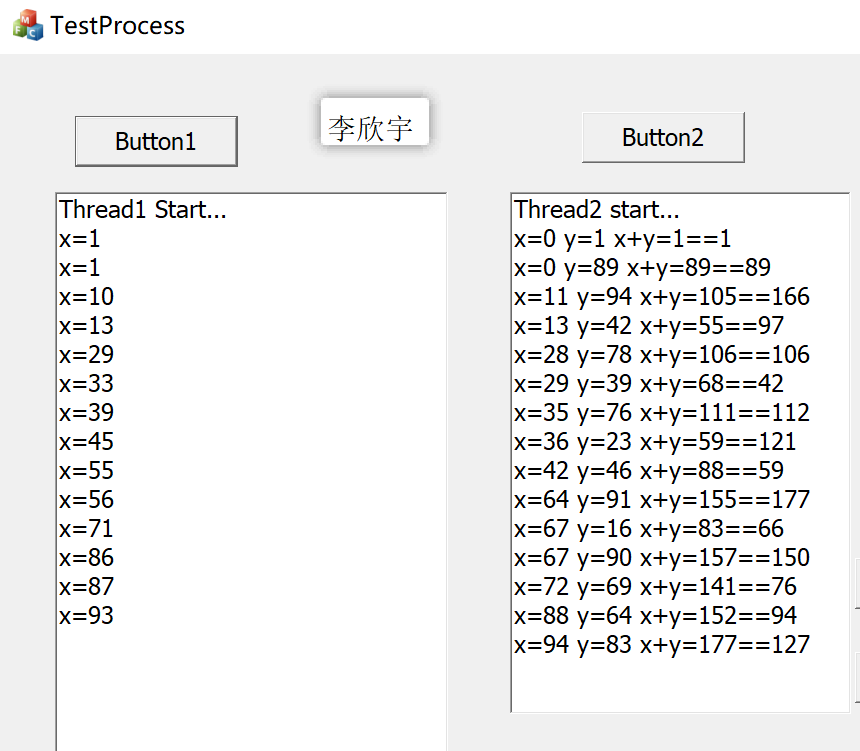 TestProcess
Button1
李欣宇
Button2
Thread1 Start...
x=1
x=1
x=10
x=13
x=29
x=33
x=39
x=45
x=55
x=56
x=71
x=86
x=87
x=93
Thread2 start...
x=0 y=1 x+y=1==1
x=0 y=89 x+y=89==89
x=11 y=94 x+y=105==166
x=13 y=42 x+y=55==97
x=28 y=78 x+y=106==106
x=29 y=39 x+y=68==42
x=35 y=76 x+y=111==112
x=36 y=23 x+y=59==121
x=42 y=46 x+y=88==59
x=64 y=91 x+y=155==177
x=67 y=16 x+y=83==66
x=67 y=90 x+y=157==150
x=72 y=69 x+y=141==76
x=88 y=64 x+y=152==94
x=94 y=83 x+y=177==127